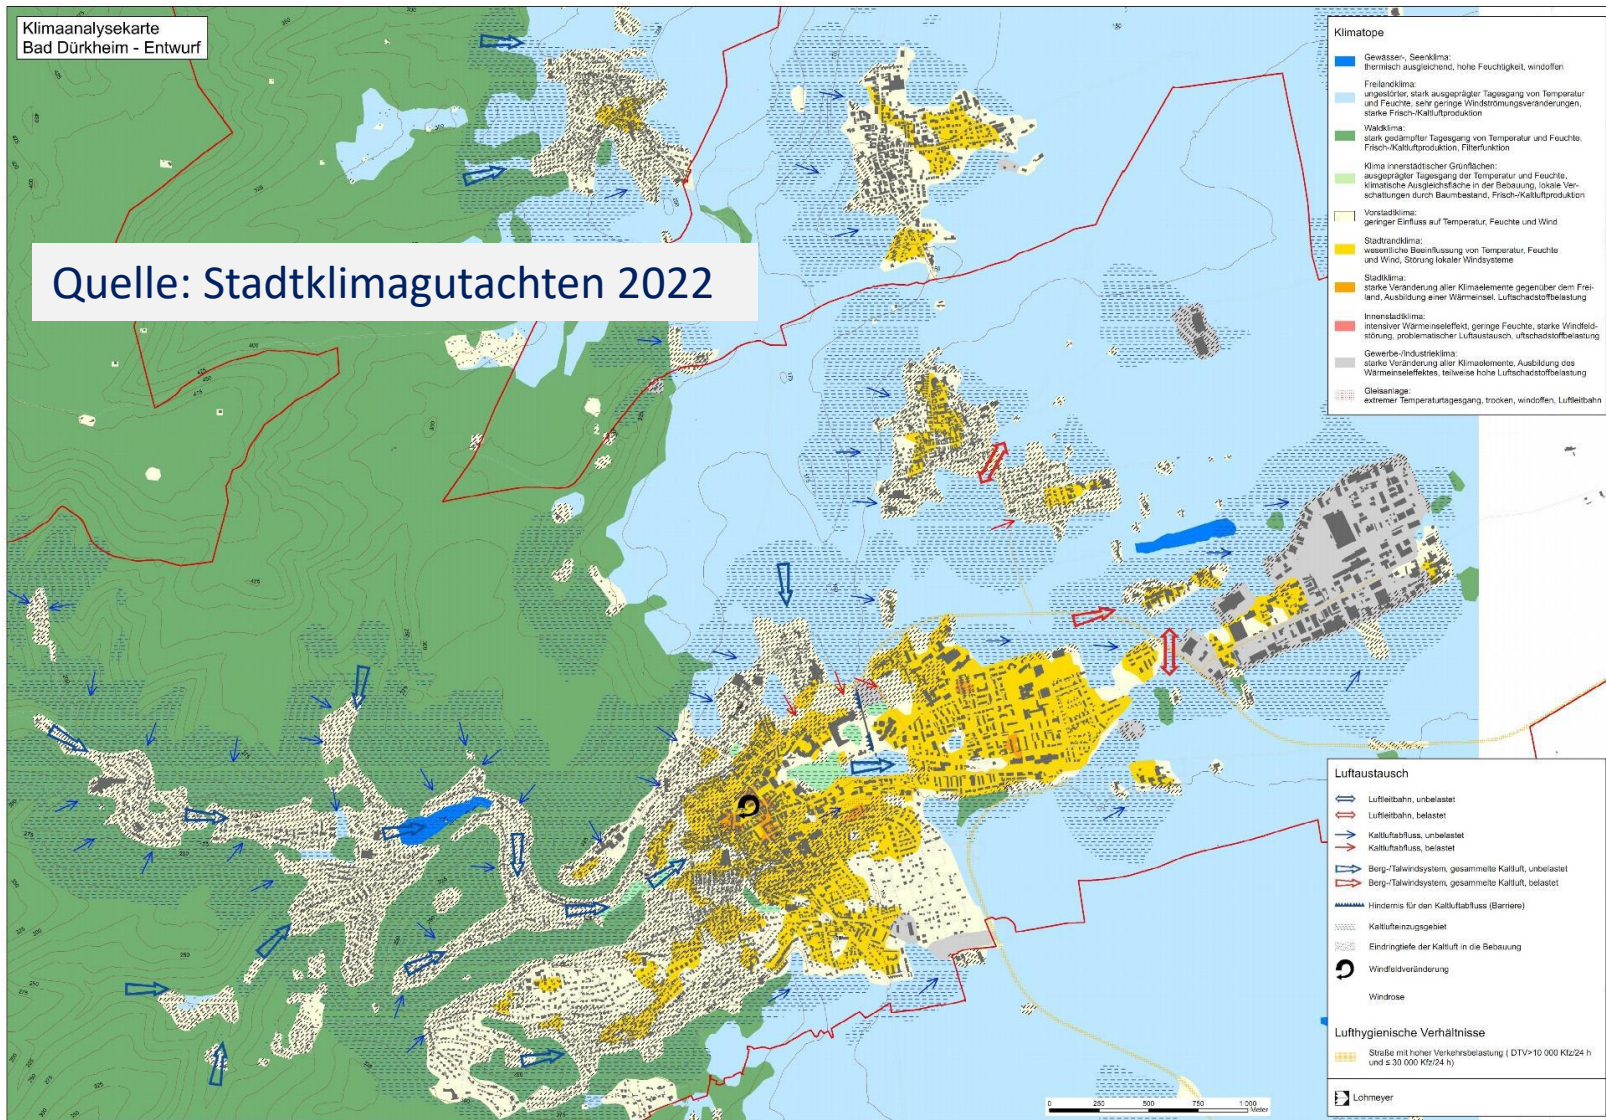 Klimaanalysekarte
Bad Dürkheim - Entwurf
Quelle: Stadtklimagutachten 2022
Klimatope
Gewässer-, Seenklima:
thermisch ausgleichend, hohe Feuchtigkeit, windoffen
Freilandklima:
ungestörter, stark ausgeprägter Tagesgang von Temperatur
und Feuchte, sehr geringe Windströmungsveränderungen,
starke Frisch-/Kaltluftproduktion
Waldklima:
stark gedämpfter Tagesgang von Temperatur und Feuchte,
Frisch-/Kaltluftproduktion, Filterfunktion
Klima innerstädtischer Grünflächen:
ausgeprägter Tagesgang der Temperatur und Feuchte,
klimatische Ausgleichsfläche in der Bebauung, lokale Ver-
schattungen durch Baumbestand, Frisch-/Kaltluftproduktion
Vorstadtklima:
geringer Einfluss auf Temperatur, Feuchte und Wind
Stadtrandklima:
wesentliche Beeinflussung von Temperatur, Feuchte
und Wind, Störung lokaler Windsysteme
Stadtklima:
starke Veränderung aller Klimaelemente gegenüber dem Frei-
land, Ausbildung einer Wärmeinsel, Luftschadstoffbelastung
Innenstadtklima:
intensiver Wärmeinseleffekt, geringe Feuchte, starke Windfeld-
störung, problematischer Luftaustausch, uftschadstoffbelastung
Gewerbe-/Industrieklima:
starke Veränderung aller Klimaelemente, Ausbildung des
Wärmeinseleffektes, teilweise hohe Luftschadstoffbelastung
Gleisanlage:
extremer Temperaturtagesgang, trocken, windoffen, Luftleitbahn
Luftaustausch
Luftleitbahn, unbelastet
Luftleitbahn, belastet
Kaltluftabfluss, unbelastet
Kaltluftabfluss, belastet
Berg-/Talwindsystem, gesammelte Kaltluft, unbelastet
Berg-/Talwindsystem, gesammelte Kaltluft, belastet
Hindernis für den Kaltluftabfluss (Barriere)
Kaltlufteinzugsgebiet
Eindringtiefe der Kaltluft in die Bebauung
Windfeldveränderung
Windrose
Lufthygienische Verhältnisse
Straße mit hoher Verkehrsbelastung ( DTV>10 000 Kfz/24 h
und ≤ 30 000 Kfz/24 h)
Lohmeyer
0 250 500 750 1 000
Meter